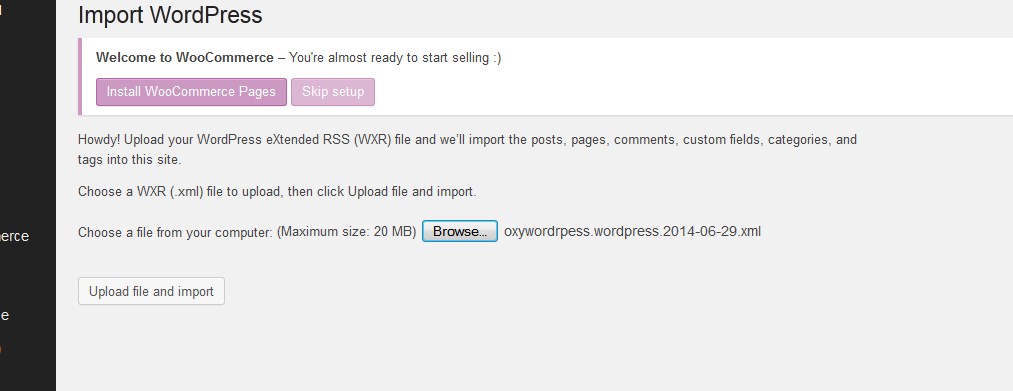 Import WordPress
Welcome to WooCommerce – You're almost ready to start selling :)
Install WooCommerce Pages Skip setup
Howdy! Upload your WordPress eXtended RSS (WXR) file and we'll import the posts, pages, comments, custom fields, categories, and
tags into this site.
Choose a WXR (.xml) file to upload, then click Upload file and import.
erce
Choose a file from your computer: (Maximum size: 20 MB) Browse... oxywordrpess.wordpress.2014-06-29.xml
Upload file and import
e